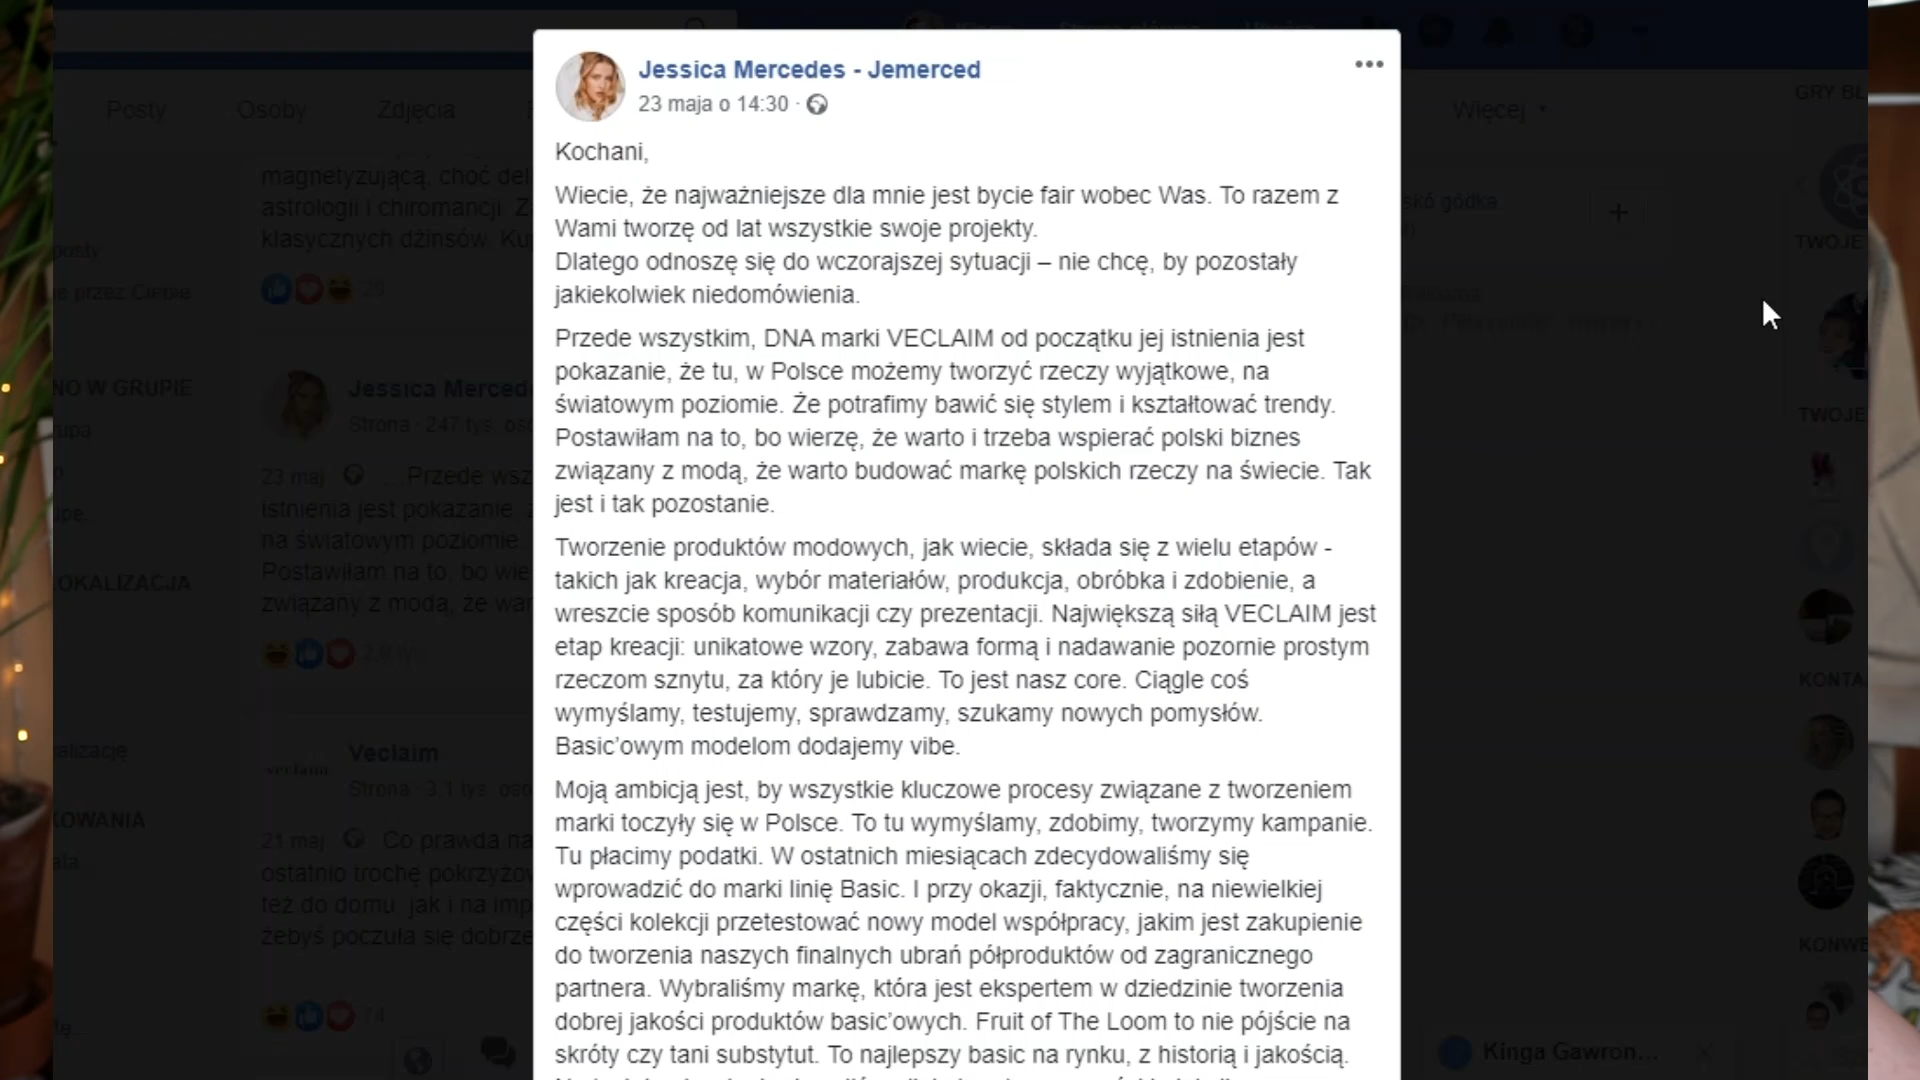 Jessica Mercedes - Jemerced
23 maja o 14:30 ·
Kochani,
Wiecie, że najważniejsze dla mnie jest bycie fair wobec Was. To razem z
Wami tworzę od lat wszystkie swoje projekty.
Dlatego odnoszę się do wczorajszej sytuacji – nie chcę, by pozostały
jakiekolwiek niedomówienia.
Przede wszystkim, DNA marki VECLAIM od początku jej istnienia jest
pokazanie, że tu, w Polsce możemy tworzyć rzeczy wyjątkowe, na
światowym poziomie. Że potrafimy bawić się stylem i kształtować trendy.
Postawiłam na to, bo wierzę, że warto i trzeba wspierać polski biznes
związany z modą, że warto budować markę polskich rzeczy na świecie. Tak
jest i tak pozostanie.
Tworzenie produktów modowych, jak wiecie, składa się z wielu etapów -
takich jak kreacja, wybór materiałów, produkcja, obróbka i zdobienie, a
wreszcie sposób komunikacji czy prezentacji. Największą siłą VECLAIM jest
etap kreacji: unikatowe wzory, zabawa formą i nadawanie pozornie prostym
rzeczom sznytu, za który je lubicie. To jest nasz core. Ciągle coś
wymyślamy, testujemy, sprawdzamy, szukamy nowych pomysłów.
Basic’owym modelom dodajemy vibe.
Moją ambicją jest, by wszystkie kluczowe procesy związane z tworzeniem
marki toczyły się w Polsce. To tu wymyślamy, zdobimy, tworzymy kampanie.
Tu płacimy podatki. W ostatnich miesiącach zdecydowaliśmy się
wprowadzić do marki linię Basic. I przy okazji, faktycznie, na niewielkiej
części kolekcji przetestować nowy model współpracy, jakim jest zakupienie
do tworzenia naszych finalnych ubrań półproduktów od zagranicznego
partnera. Wybraliśmy markę, która jest ekspertem w dziedzinie tworzenia
dobrej jakości produktów basic’owych. Fruit of The Loom to nie pójście na
skróty czy tani substytut. To najlepszy basic na rynku, z historią i jakością.
Posty
Osoby
Zdjęcia
Więcej
magnetyzującą, choć del
astrologii i chiromancji. Z
klasycznych dżinsów. Ku
posty
e przez Ciebie
NO W GRUPIE
Jessica Merced
Strona · 247 tys. oso
23 maj · ... Przede wsz
istnienia jest pokazanie,
na światowym poziomie.
Postawiłam na to, bo wie
związany z modą, że war
OKALIZACJA
Veclaim
Strona · 3,1 tys. oso
21 maj · Co prawda na
ostatnio trochę pokrzyżo
też do domu, jak i na imp
żebyś poczuła się dobrze
KOWANIA
GRY BŁ
TWOJE
TWOJE
KONTA
KONWE
Kinga Gawron...